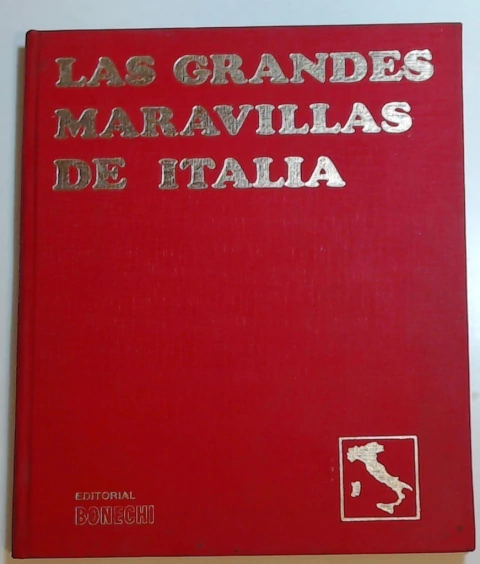 LAS GRANDES
MARAVILLAS
DE ITALIA
EDITORIAL
BONECHI